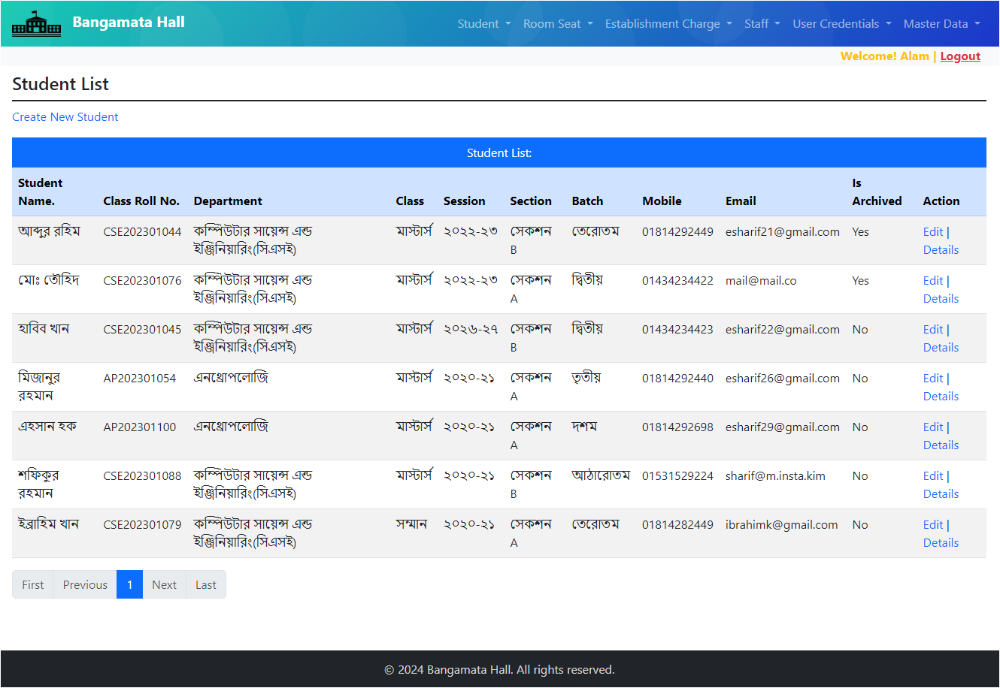 Bangamata Hall Student Room Seat Establishment Charge Staff User Credentials Master Data
Welcome! Alam | Logout
Student List
Create New Student
Student List:
Student Name. Class Roll No. Department Class Session Section Batch Mobile Email Is Archived Action
আব্দুর রহিম CSE202301044 কম্পিউটার সায়েন্স এন্ড ইঞ্জিনিয়ারিং(সিএসই) মাস্টার্স ২০২২-২৩ সেকশন B তেরোতম 01814292449 esharif21@gmail.com Yes Edit | Details
মোঃ তৌহিদ CSE202301076 কম্পিউটার সায়েন্স এন্ড ইঞ্জিনিয়ারিং(সিএসই) মাস্টার্স ২০২২-২৩ সেকশন A দ্বিতীয় 01434234422 mail@mail.co Yes Edit | Details
হাবিব খান CSE202301045 কম্পিউটার সায়েন্স এন্ড ইঞ্জিনিয়ারিং(সিএসই) মাস্টার্স ২০২৬-২৭ সেকশন B দ্বিতীয় 01434234423 esharif22@gmail.com No Edit | Details
মিজানুর রহমান AP202301054 এনথ্রোপলোজি মাস্টার্স ২০২০-২১ সেকশন A তৃতীয় 01814292440 esharif26@gmail.com No Edit | Details
এহসান হক AP202301100 এনথ্রোপলোজি মাস্টার্স ২০২০-২১ সেকশন A দশম 01814292698 esharif29@gmail.com No Edit | Details
শফিকুর রহমান CSE202301088 কম্পিউটার সায়েন্স এন্ড ইঞ্জিনিয়ারিং(সিএসই) মাস্টার্স ২০২০-২১ সেকশন B আঠারোতম 01531529224 sharif@m.insta.kim No Edit | Details
ইব্রাহিম খান CSE202301079 কম্পিউটার সায়েন্স এন্ড ইঞ্জিনিয়ারিং(সিএসই) সম্মান ২০২০-২১ সেকশন A তেরোতম 01814282449 ibrahimk@gmail.com No Edit | Details
First Previous 1 Next Last
© 2024 Bangamata Hall. All rights reserved.